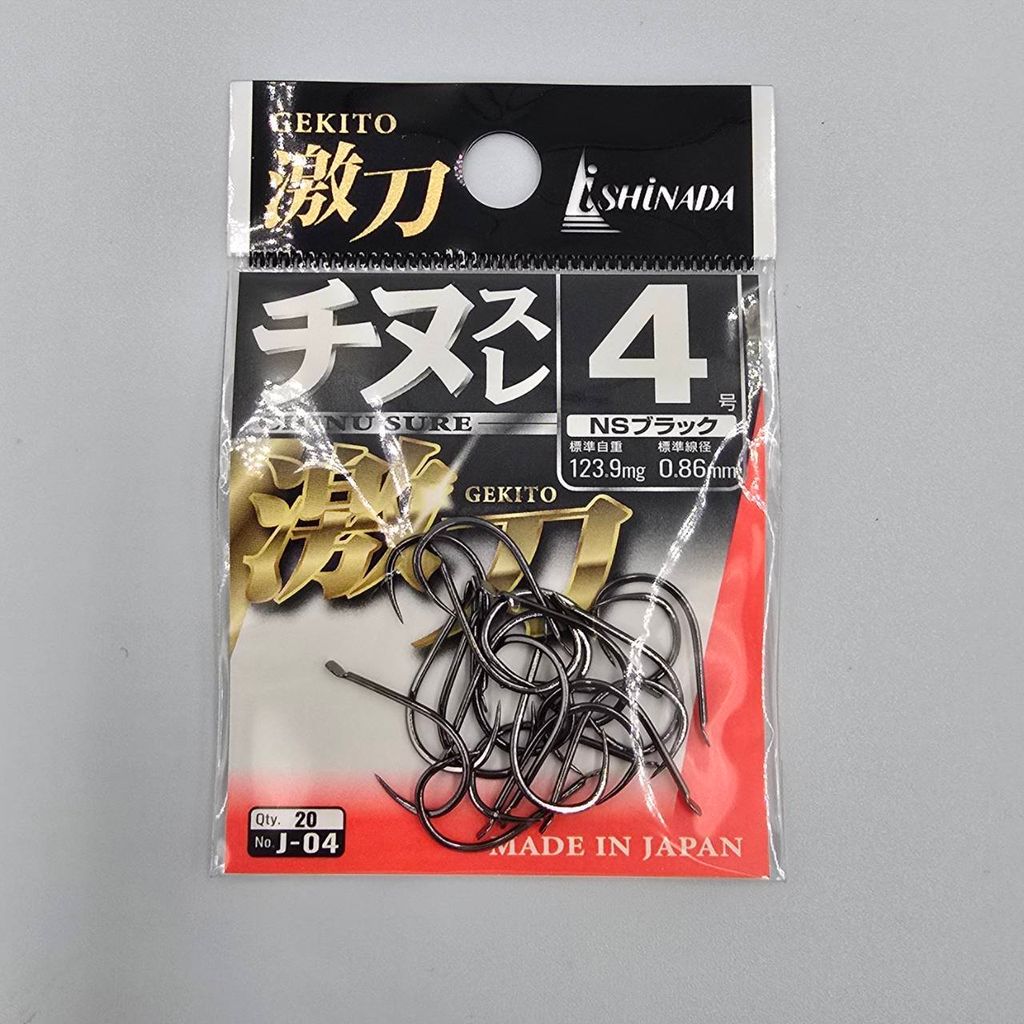 GEKITO
激刀
iSHiNADA
チヌスレ
CHINU SURE
4号
NSブラック
標準自重 標準線径
123.9mg 0.86mm
激刀
GEKITO
Qty. 20
No. J-04
MADE IN JAPAN